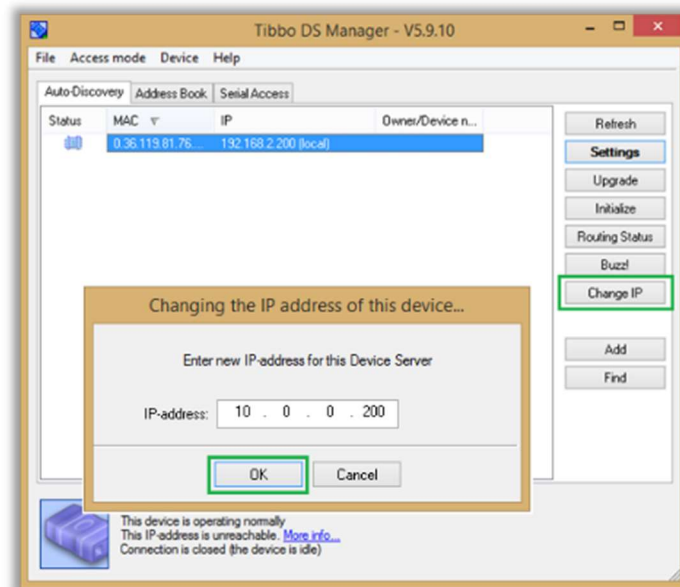 Tibbo DS Manager - V5.9.10
File Access mode Device Help
Auto-Discovery Address Book Serial Access
Status MAC IP Owner/Device n...
0.36.119.81.76.... 192.168.2.200 (local)
Refresh
Settings
Upgrade
Initialize
Routing Status
Buzz!
Change IP
Add
Find
Changing the IP address of this device...
Enter new IP-address for this Device Server
IP-address: 10 . 0 . 0 . 200
OK Cancel
This device is operating normally
This IP-address is unreachable. More info...
Connection is closed (the device is idle)